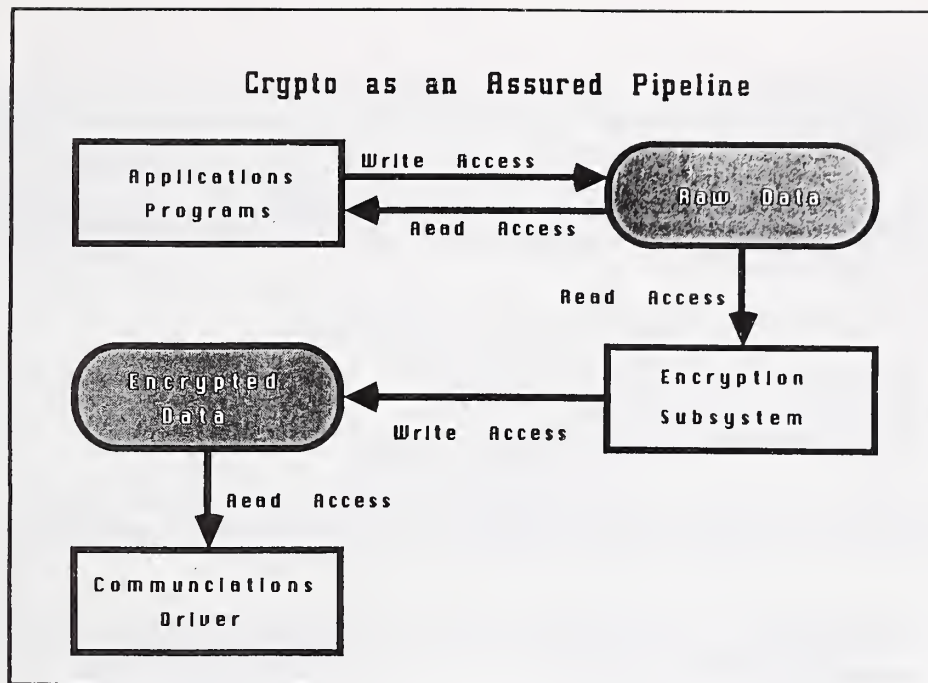 Crypto as an Assured Pipeline
Applications
Programs
Write Access
Read Access
Raw Data
Read Access
Encryption
Subsystem
Encrypted
Data
Write Access
Read Access
Communciations
Driver